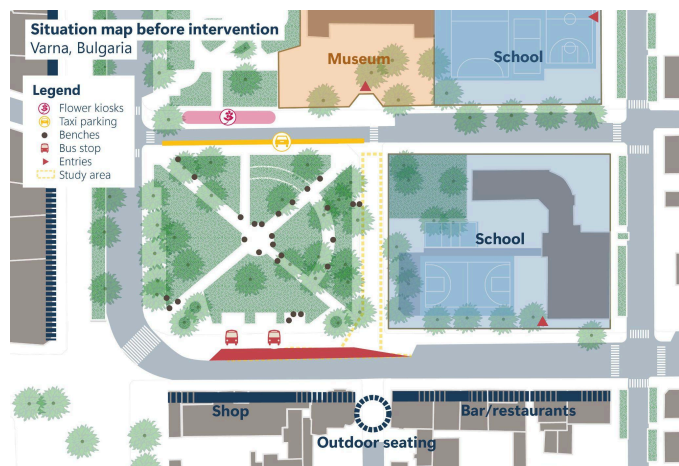 Situation map before intervention
Varna, Bulgaria
Legend
Flower kiosks
Taxi parking
Benches
Bus stop
Entries
Study area
Museum
School
School
Shop
Bar/restaurants
Outdoor seating